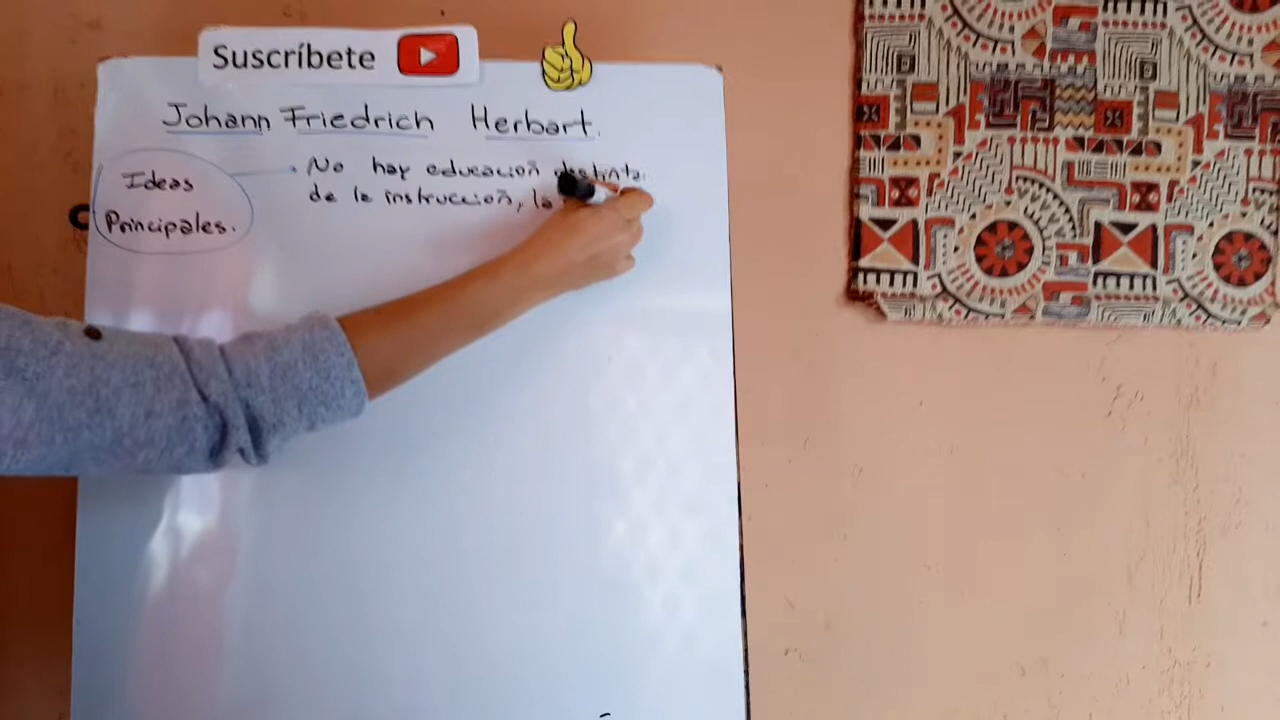 Suscríbete
Johann Friedrich Herbart.
Ideas
Principales.
No hay educación distinta
de la instrucción, la